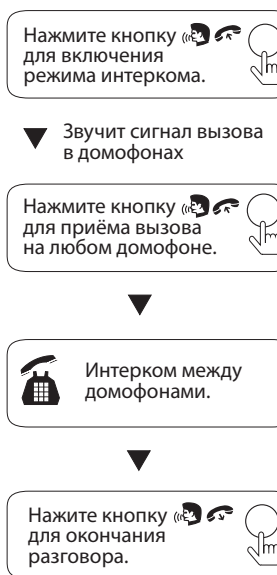 Нажмите кнопку
для включения
режима интеркома.
Звучит сигнал вызова
в домофонах
Нажмите кнопку
для приёма вызова
на любом домофоне.
Интерком между
домофонами.
Нажите кнопку
для окончания
разговора.